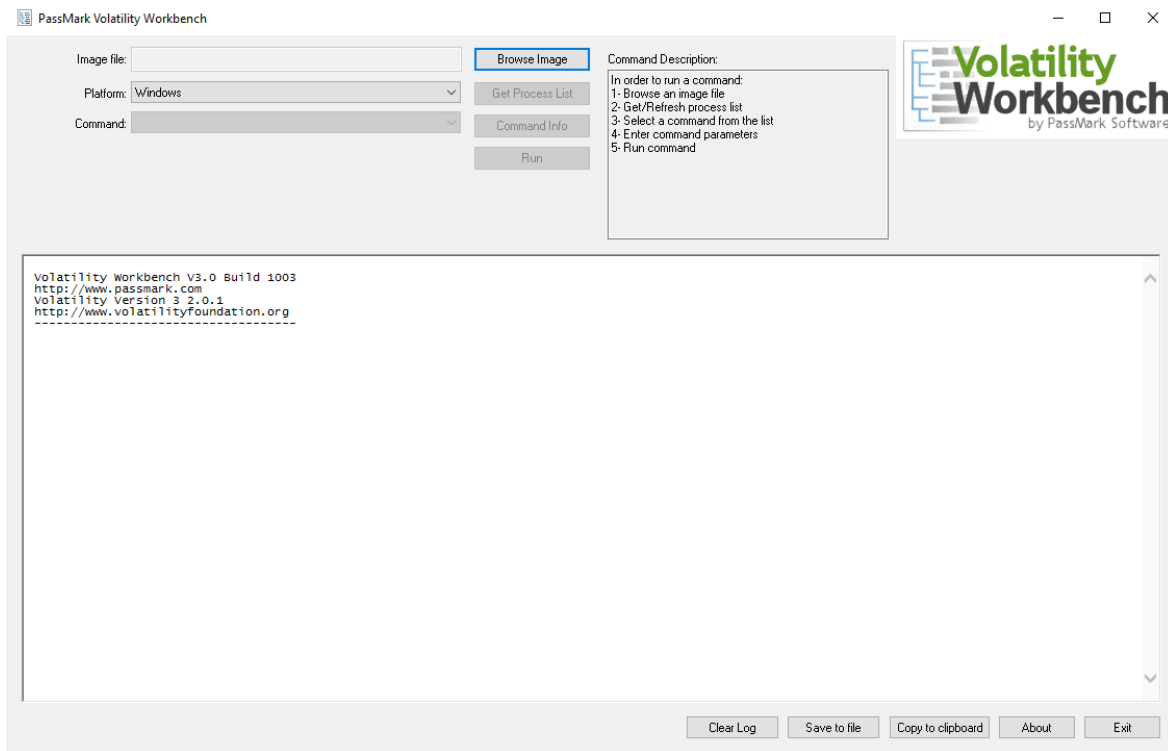 PassMark Volatility Workbench
Image file:
Browse Image
Platform: Windows
Get Process List
Command:
Command Info
Run
Command Description:
In order to run a command:
1- Browse an image file
2- Get/Refresh process list
3- Select a command from the list
4- Enter command parameters
5- Run command
Volatility
Workbench
by PassMark Software
Volatility Workbench V3.0 Build 1003
http://www.passmark.com
Volatility Version 3 2.0.1
http://www.volatilityfoundation.org
------------------------------------
Clear Log
Save to file
Copy to clipboard
About
Exit